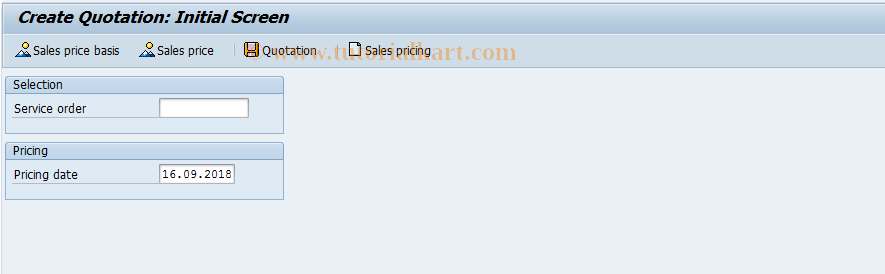 Create Quotation: Initial Screen
Sales price basis Sales price Quotation Sales pricing
www.tutorialkart.com
Selection
Service order
Pricing
Pricing date 16.09.2018